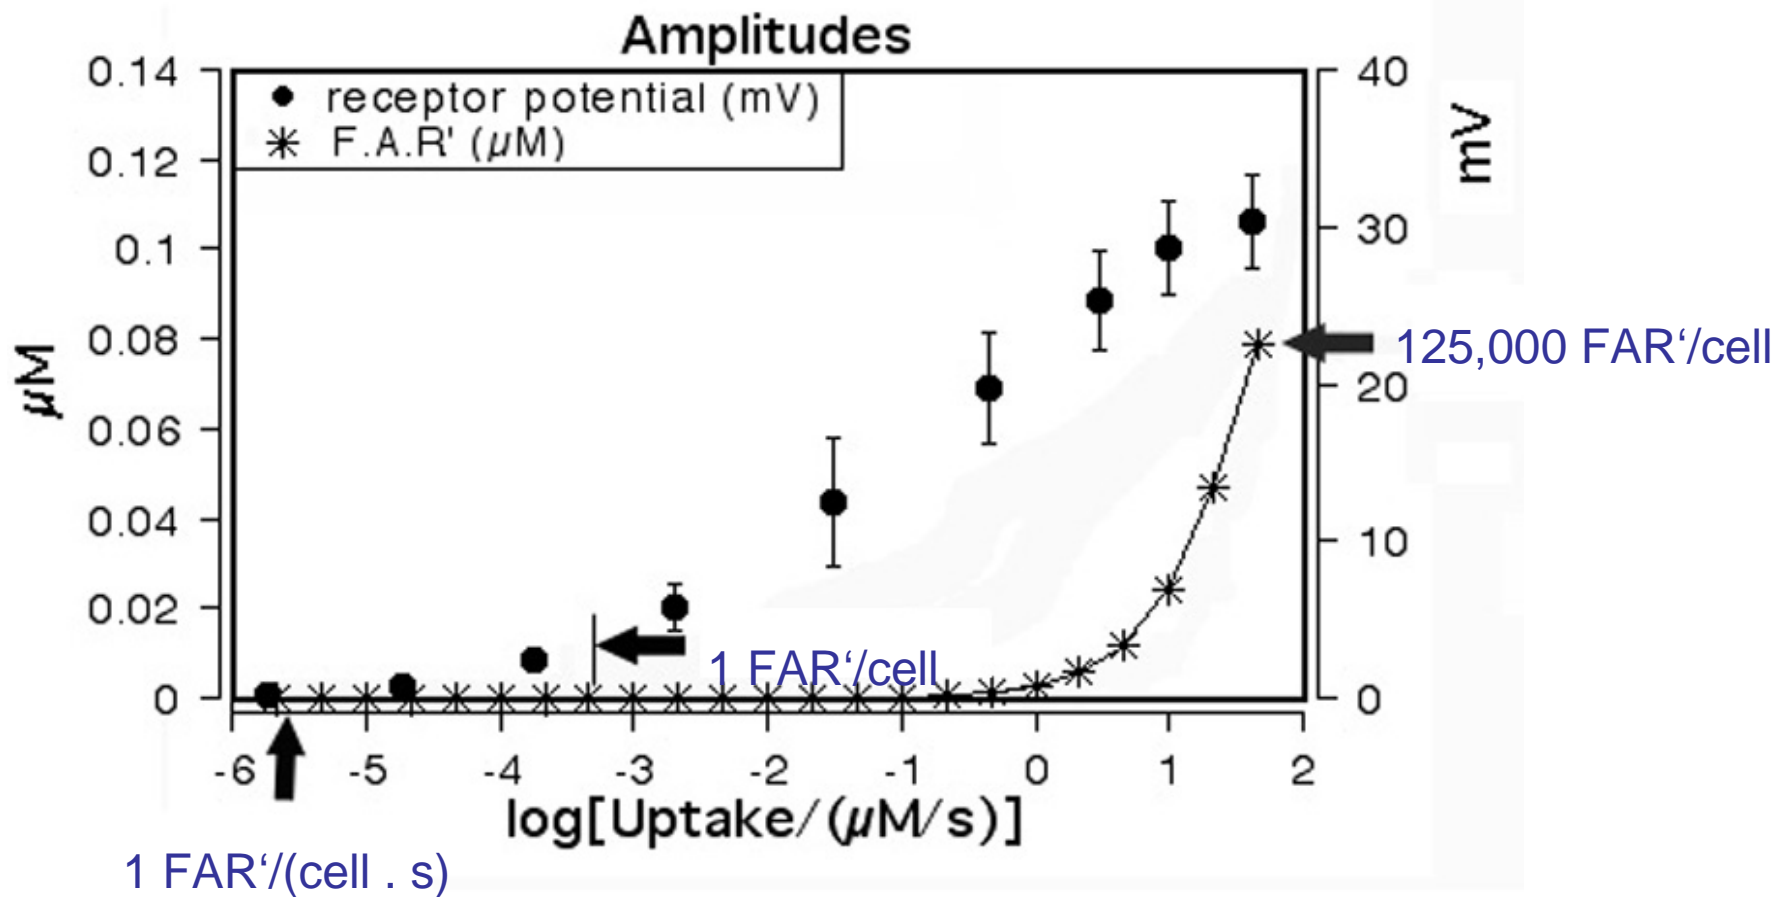 Amplitudes
0.14
0.12
0.1
0.08
0.06
0.04
0.02
0
µM
receptor potential (mV)
F.A.R' (µM)
40
30
20
10
0
mV
125,000 FAR‘/cell
1 FAR‘/cell
-6 -5 -4 -3 -2 -1 0 1 2
log[Uptake/(µM/s)]
1 FAR‘/(cell . s)